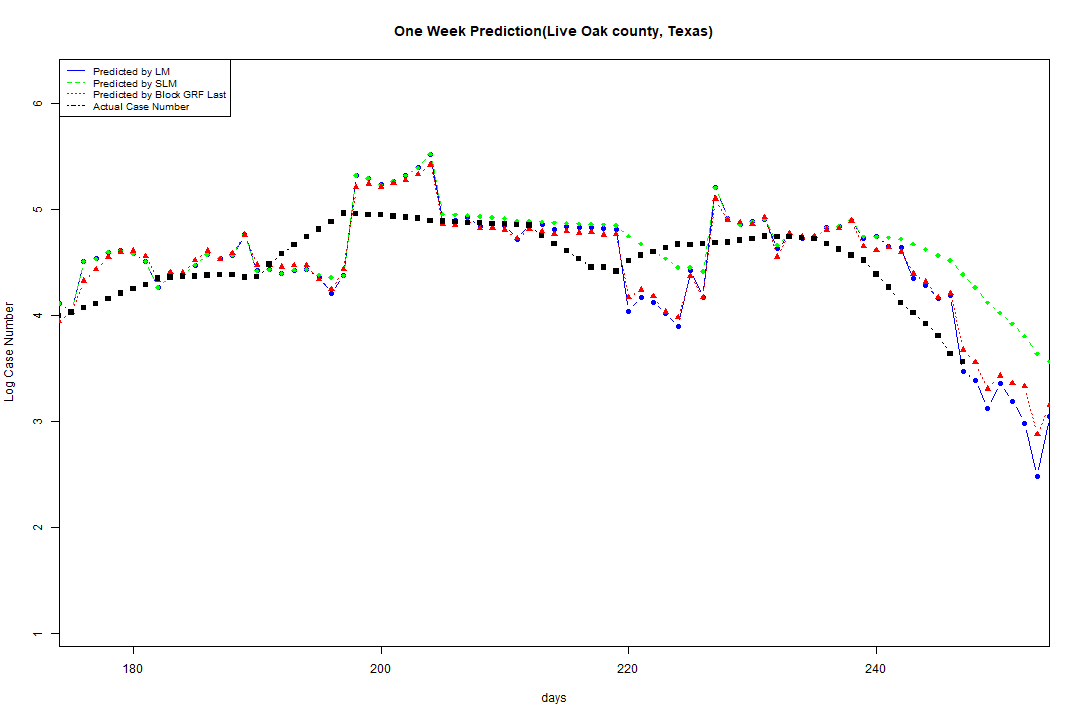 One Week Prediction(Live Oak county, Texas)
Predicted by LM
Predicted by SLM
Predicted by Block GRF Last
Actual Case Number
6
5
4
3
2
1
Log Case Number
180
200
220
240
days